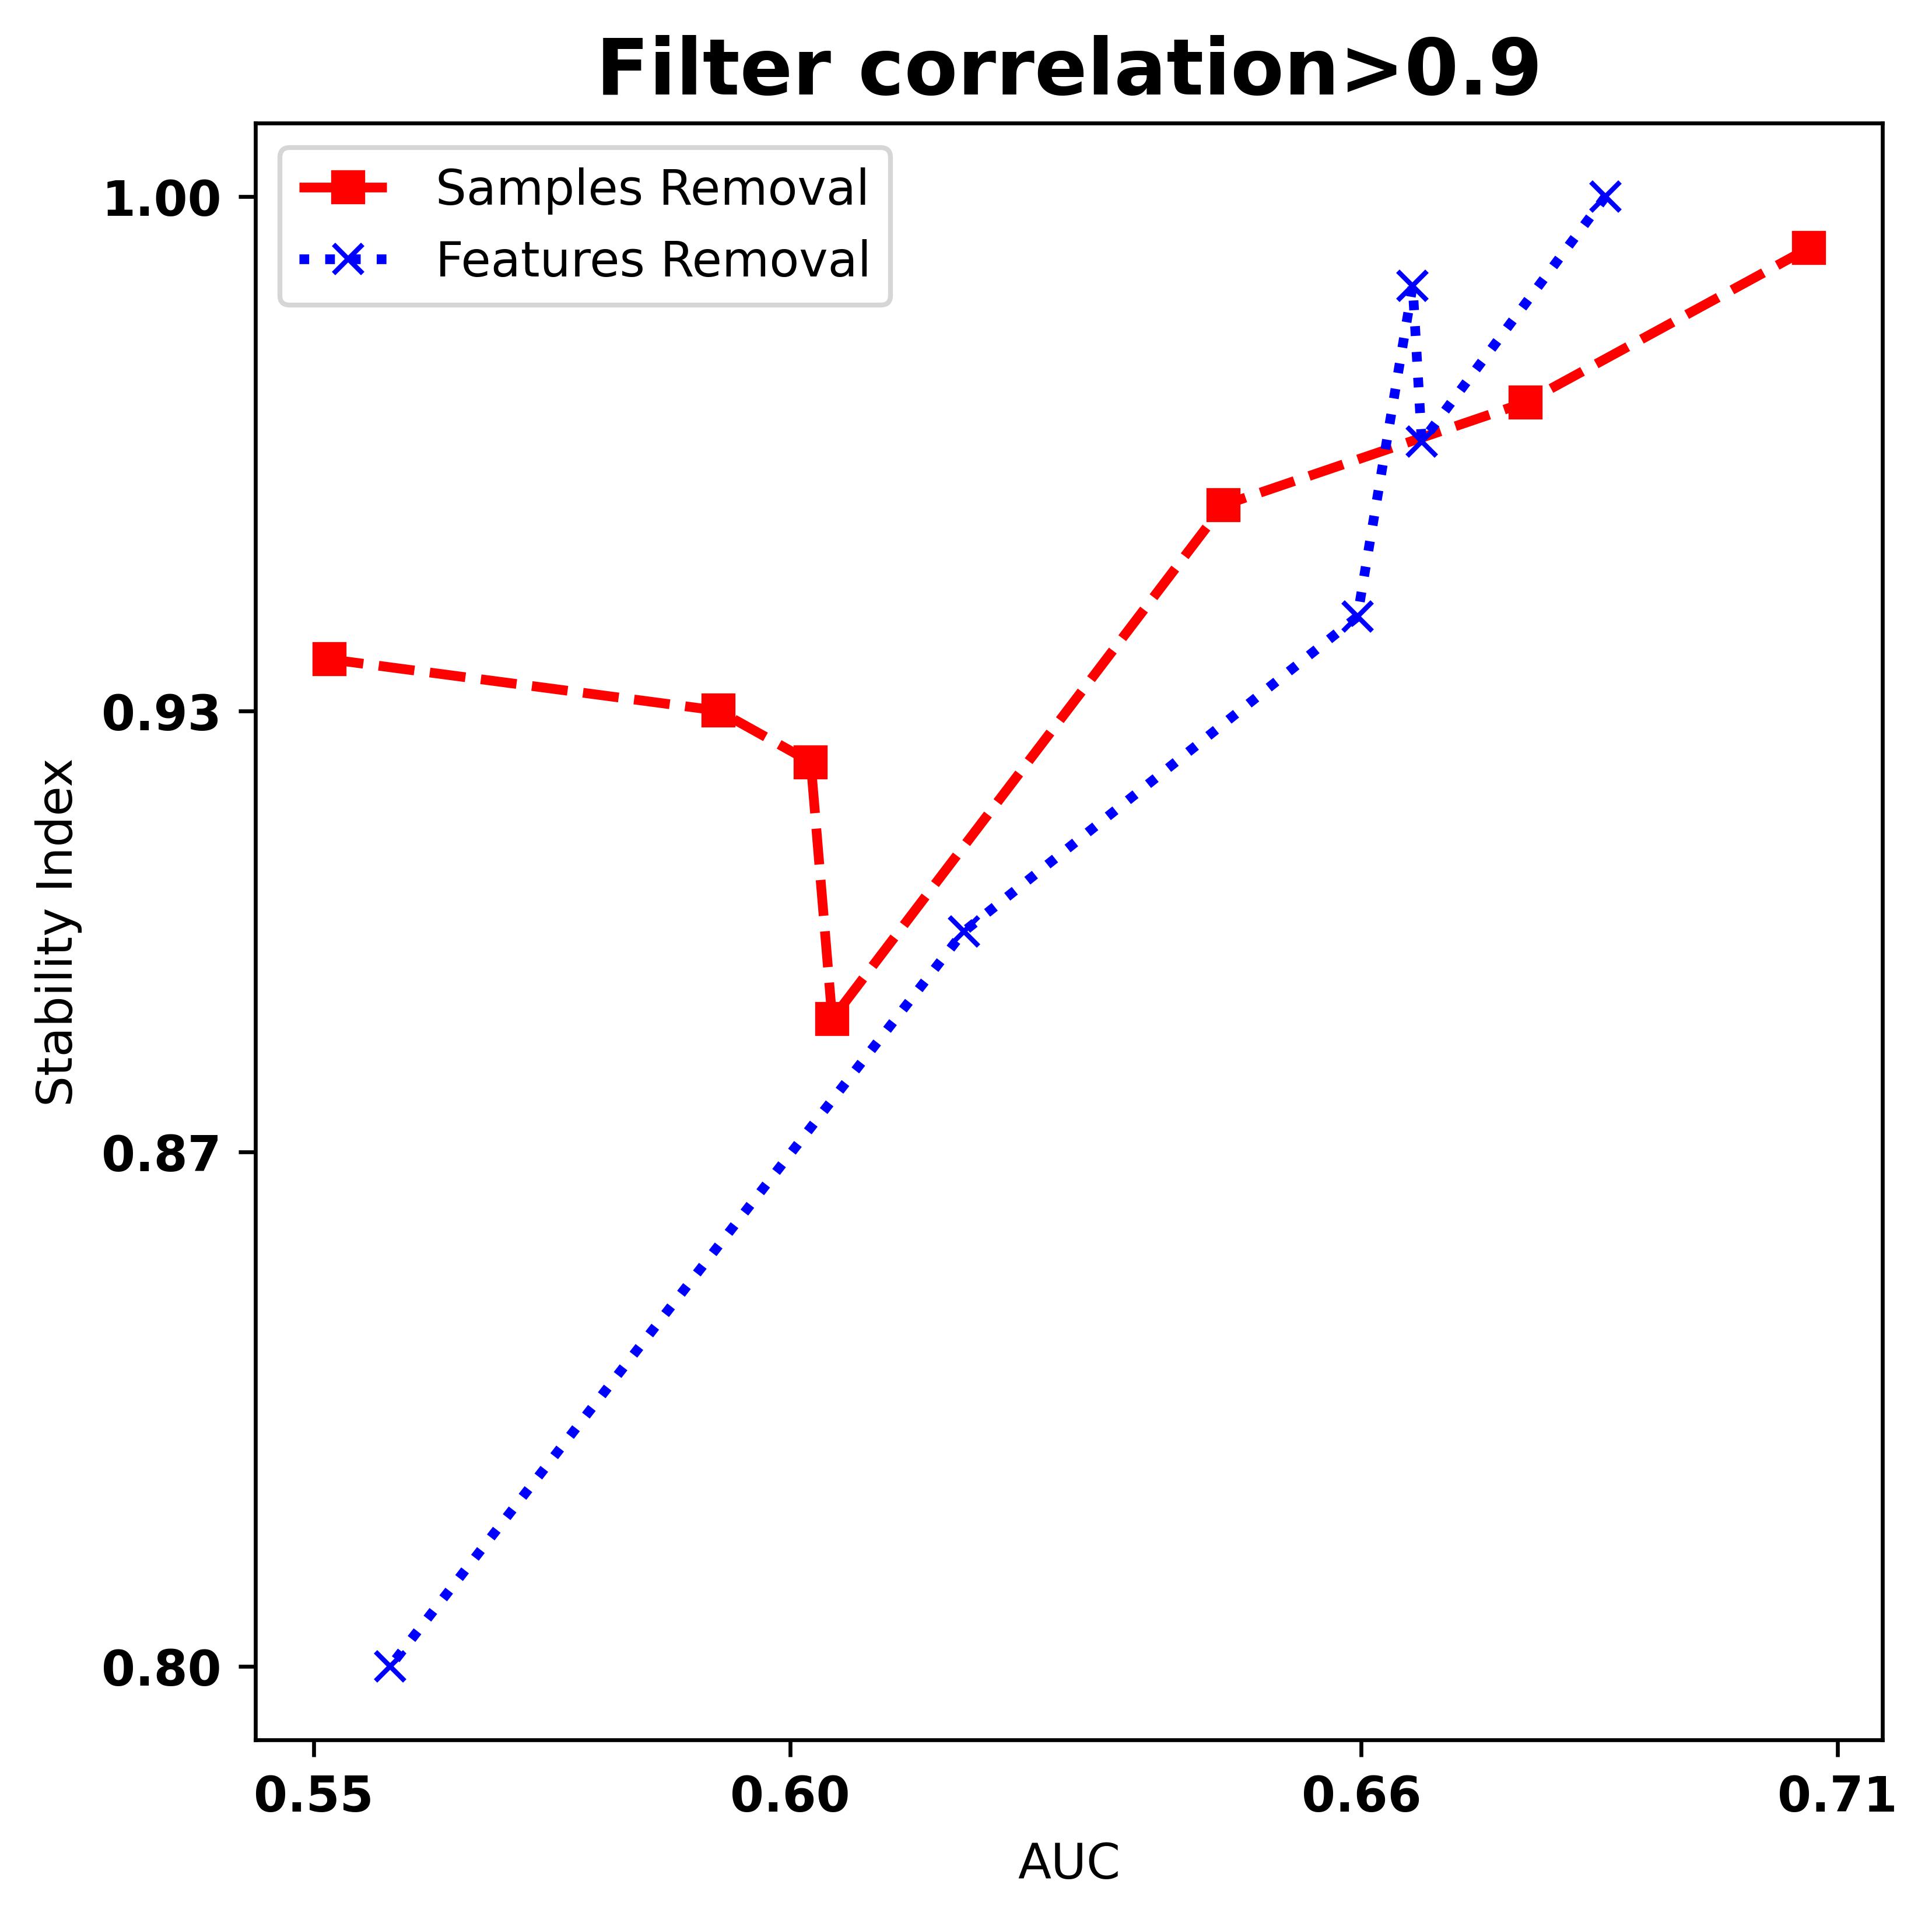 Filter correlation>0.9
Samples Removal
Features Removal
1.00
0.93
0.87
0.80
Stability Index
0.55 0.60 0.66 0.71
AUC